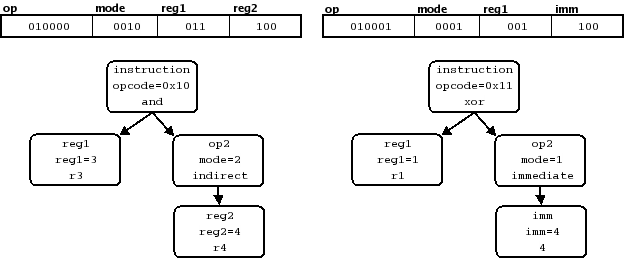 op mode reg1 reg2
010000 0010 011 100
instruction
opcode=0x10
and
reg1
reg1=3
r3
op2
mode=2
indirect
reg2
reg2=4
r4
op mode reg1 imm
010001 0001 001 100
instruction
opcode=0x11
xor
reg1
reg1=1
r1
op2
mode=1
immediate
imm
imm=4
4